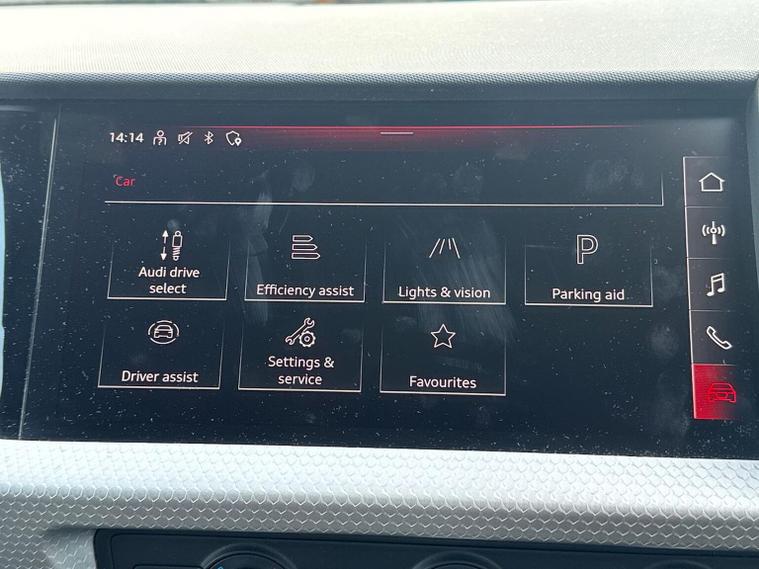 14:14
Car
Audi drive
select
Efficiency assist
Lights & vision
P
Parking aid
Driver assist
Settings &
service
Favourites